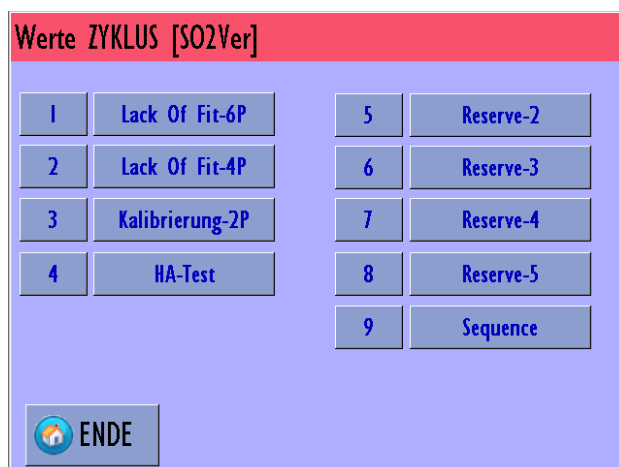 Werte ZYKLUS [SO2Ver]
1 Lack Of Fit-6P
2 Lack Of Fit-4P
3 Kalibrierung-2P
4 HA-Test
5 Reserve-2
6 Reserve-3
7 Reserve-4
8 Reserve-5
9 Sequence
ENDE